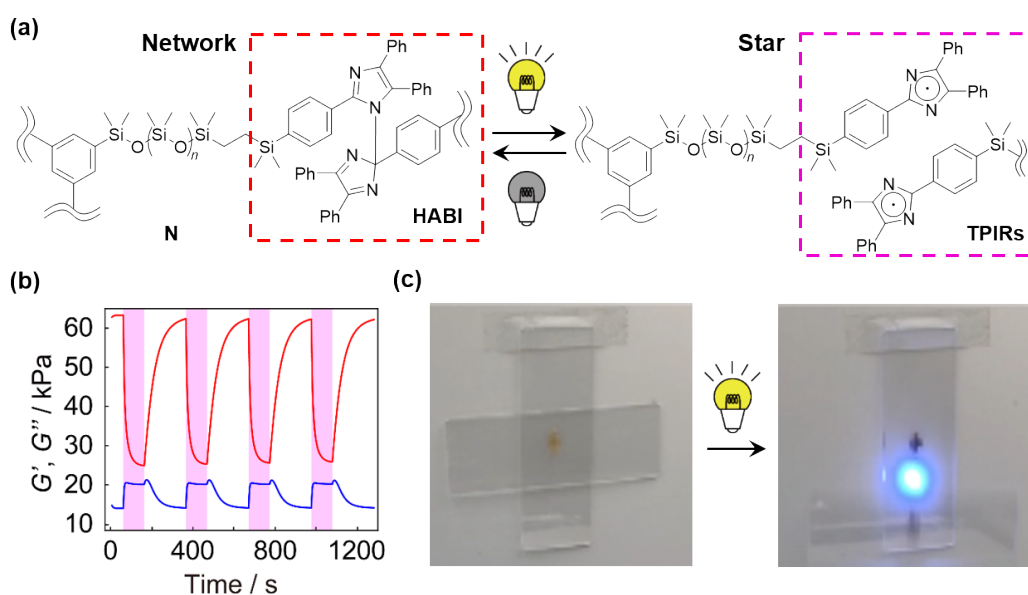 (a)
Network
Star
Ph
N
Ph
N
N
Si
O
Si
O
n
Si
Si
N
Ph
N
Ph
HABI
N
Si
O
Si
O
n
Si
Si
Ph
N
N
Ph
Si
Ph
N
N
Ph
TPIRs
(b)
G′, G″ / kPa
60
50
40
30
20
10
0
400
800
1200
Time / s
(c)